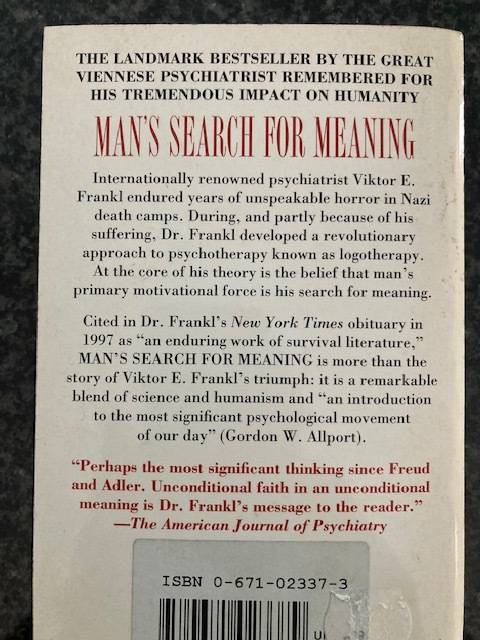 THE LANDMARK BESTSELLER BY THE GREAT
VIENNESE PSYCHIATRIST REMEMBERED FOR
HIS TREMENDOUS IMPACT ON HUMANITY
MAN'S SEARCH FOR MEANING
Internationally renowned psychiatrist Viktor E.
Frankl endured years of unspeakable horror in Nazi
death camps. During, and partly because of his
suffering, Dr. Frankl developed a revolutionary
approach to psychotherapy known as logotherapy.
At the core of his theory is the belief that man's
primary motivational force is his search for meaning.
Cited in Dr. Frankl's New York Times obituary in
1997 as “an enduring work of survival literature,”
MAN'S SEARCH FOR MEANING is more than the
story of Viktor E. Frankl's triumph: it is a remarkable
blend of science and humanism and “an introduction
to the most significant psychological movement
of our day” (Gordon W. Allport).
“Perhaps the most significant thinking since Freud
and Adler. Unconditional faith in an unconditional
meaning is Dr. Frankl's message to the reader.”
—The American Journal of Psychiatry
ISBN 0-671-02337-3